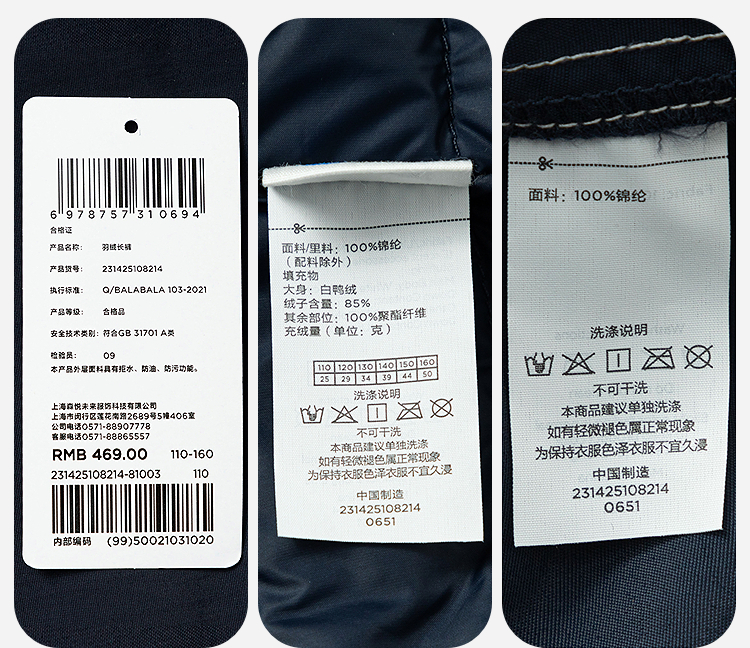 6 978757 310694
合格证
产品名称: 羽绒长裤
产品货号: 231425108214
执行标准: Q/BALABALA 103-2021
产品等级: 合格品
安全技术类别: 符合GB 31701 A类
检验员: 09
本产品外层面料具有拒水、防油、防污功能。
上海森悦未来服饰科技有限公司
上海市闵行区莲花南路2689号5幢406室
公司电话0571-88907778
客服电话0571-88865557
RMB 469.00 110-160
231425108214-81003 110
内部编码 (99)50021031020
面料/里料: 100%锦纶
(配料除外)
填充物
大身: 白鸭绒
绒子含量: 85%
其余部位: 100%聚酯纤维
充绒量 (单位: 克)
110 120 130 140 150 160
25 29 34 39 44 50
洗涤说明
不可干洗
本商品建议单独洗涤
如有轻微褪色属正常现象
为保持衣服色泽衣服不宜久浸
中国制造
231425108214
0651
面料: 100%锦纶
洗涤说明
不可干洗
本商品建议单独洗涤
如有轻微褪色属正常现象
为保持衣服色泽衣服不宜久浸
中国制造
231425108214
0651